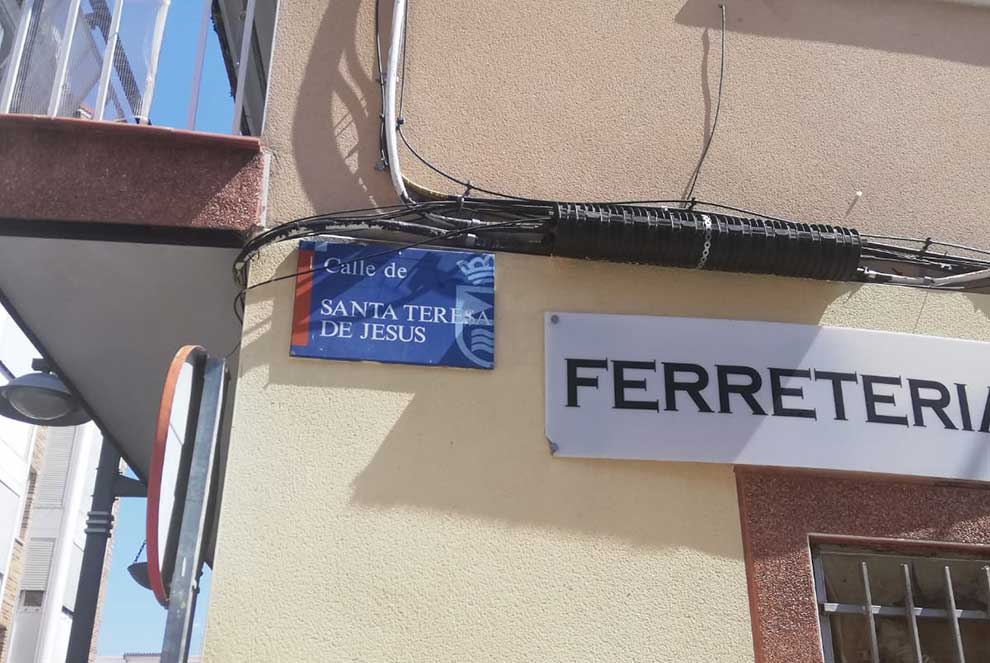 Calle de
SANTA TERESA
DE JESUS
FERRETERIA